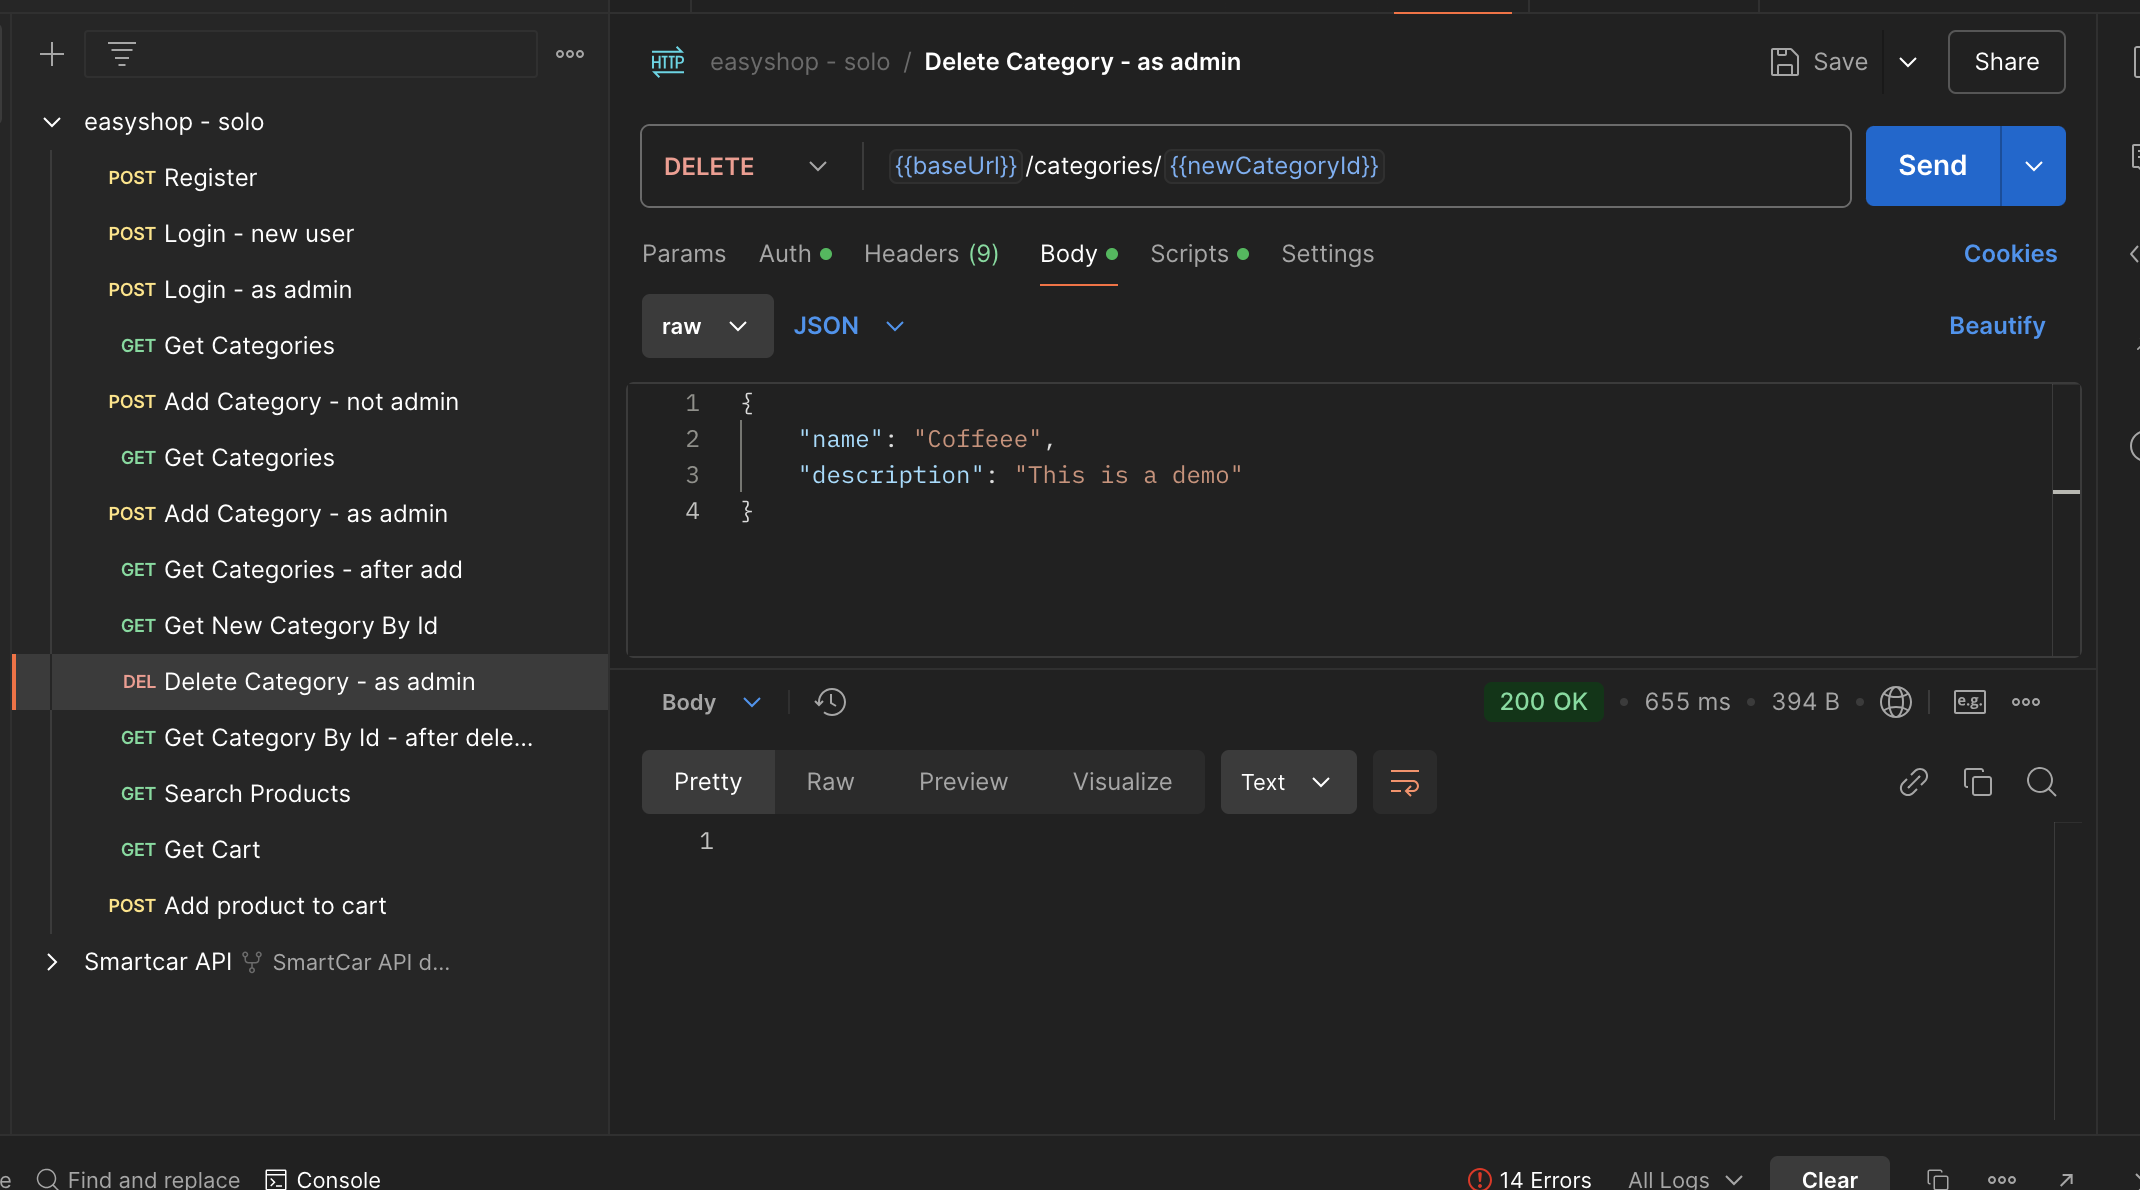 easyshop - solo
POST Register
POST Login - new user
POST Login - as admin
GET Get Categories
POST Add Category - not admin
GET Get Categories
POST Add Category - as admin
GET Get Categories - after add
GET Get New Category By Id
DEL Delete Category - as admin
GET Get Category By Id - after dele...
GET Search Products
GET Get Cart
POST Add product to cart
Smartcar API SmartCar API d...
HTTP easyshop - solo / Delete Category - as admin
Save
Share
DELETE {{baseUrl}}/categories/{{newCategoryId}}
Send
Params Auth Headers (9) Body Scripts Settings
Cookies
raw JSON
Beautify
1 {
2 "name": "Coffeee",
3 "description": "This is a demo"
4 }
Body
200 OK • 655 ms • 394 B
e.g.
Pretty Raw Preview Visualize Text
1
e Find and replace Console
14 Errors All Logs Clear